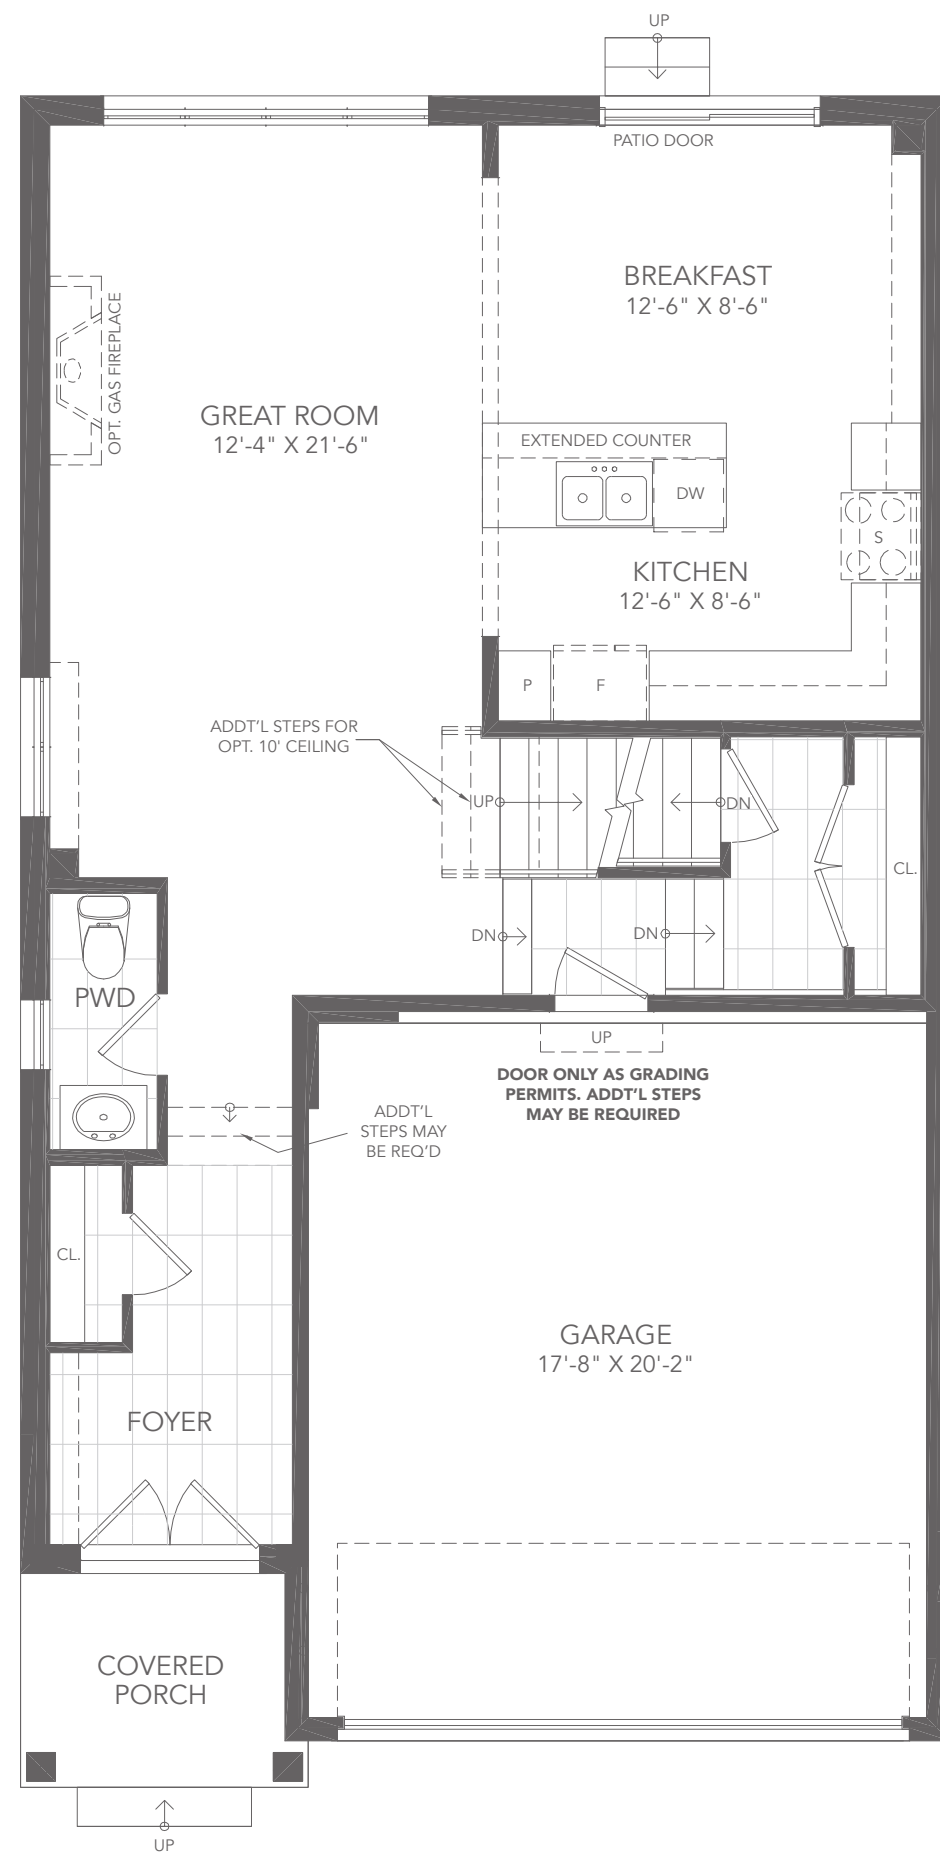 UP
PATIO DOOR
BREAKFAST
12'-6" X 8'-6"
OPT. GAS FIREPLACE
GREAT ROOM
12'-4" X 21'-6"
EXTENDED COUNTER
DW
S
KITCHEN
12'-6" X 8'-6"
P
F
ADDT'L STEPS FOR
OPT. 10' CEILING
UP
DN
CL.
DN
DN
PWD
UP
DOOR ONLY AS GRADING
PERMITS. ADDT'L STEPS
MAY BE REQUIRED
ADDT'L
STEPS MAY
BE REQ'D
CL.
GARAGE
17'-8" X 20'-2"
FOYER
COVERED
PORCH
UP